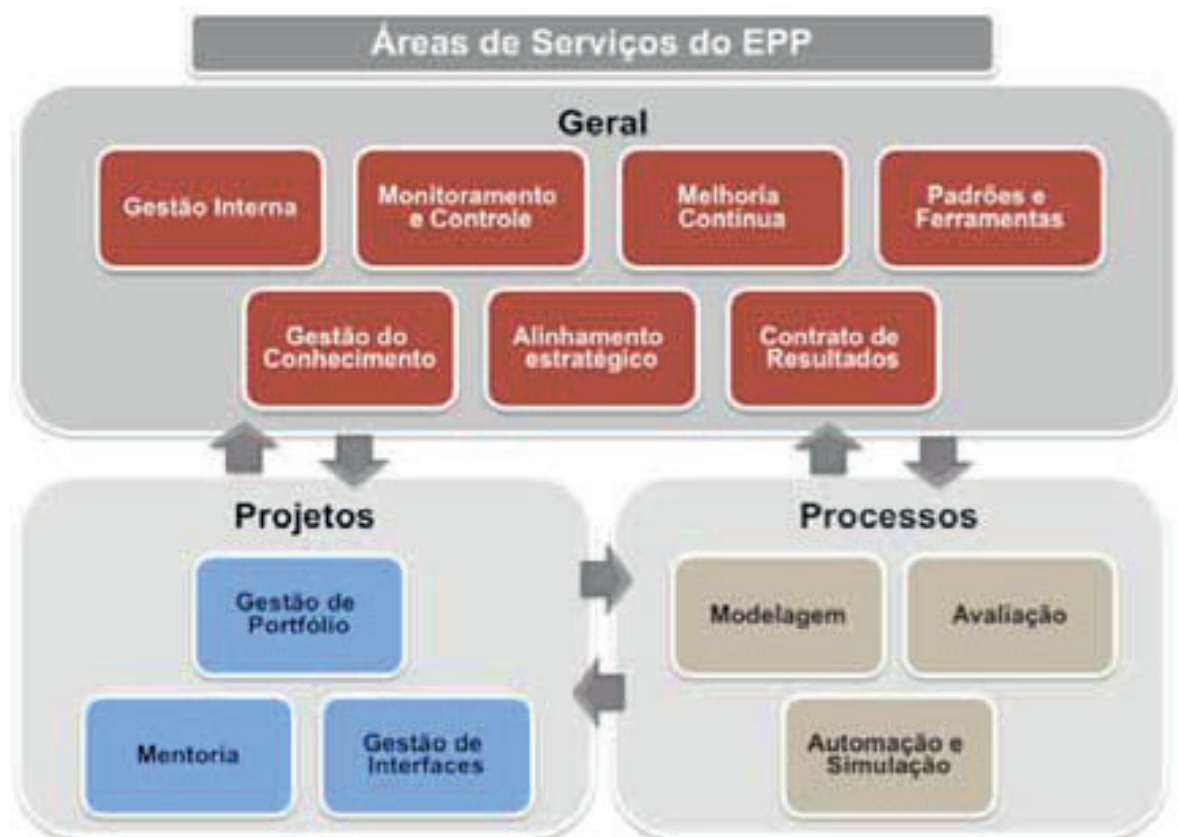 Áreas de Serviços do EPP
Geral
Gestão Interna
Monitoramento
e Controle
Melhoria
Contínua
Padrões e
Ferramentas
Gestão do
Conhecimento
Alinhamento
estratégico
Contrato de
Resultados
Projetos
Gestão de
Portfólio
Mentoria
Gestão de
Interfaces
Processos
Modelagem
Avaliação
Automação e
Simulação